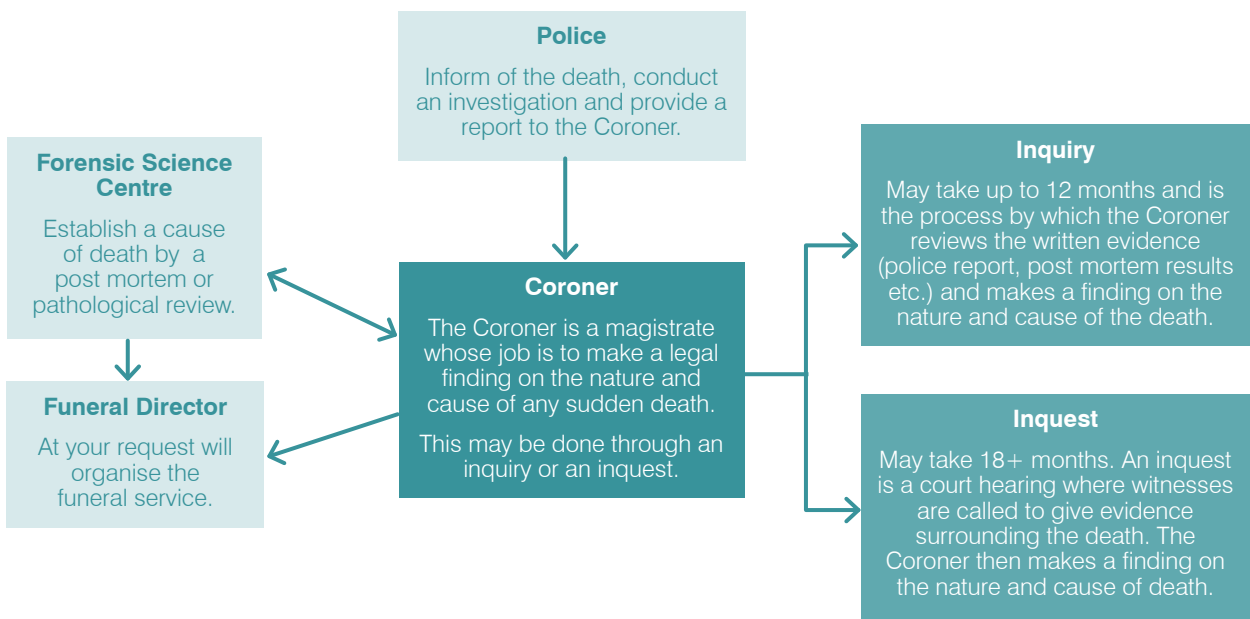 Police
Inform of the death, conduct
an investigation and provide a
report to the Coroner.
Forensic Science
Centre
Establish a cause
of death by a
post mortem or
pathological review.
Funeral Director
At your request will
organise the
funeral service.
Coroner
The Coroner is a magistrate
whose job is to make a legal
finding on the nature and
cause of any sudden death.
This may be done through an
inquiry or an inquest.
Inquiry
May take up to 12 months and is
the process by which the Coroner
reviews the written evidence
(police report, post mortem results
etc.) and makes a finding on the
nature and cause of the death.
Inquest
May take 18+ months. An inquest
is a court hearing where witnesses
are called to give evidence
surrounding the death. The
Coroner then makes a finding on
the nature and cause of death.